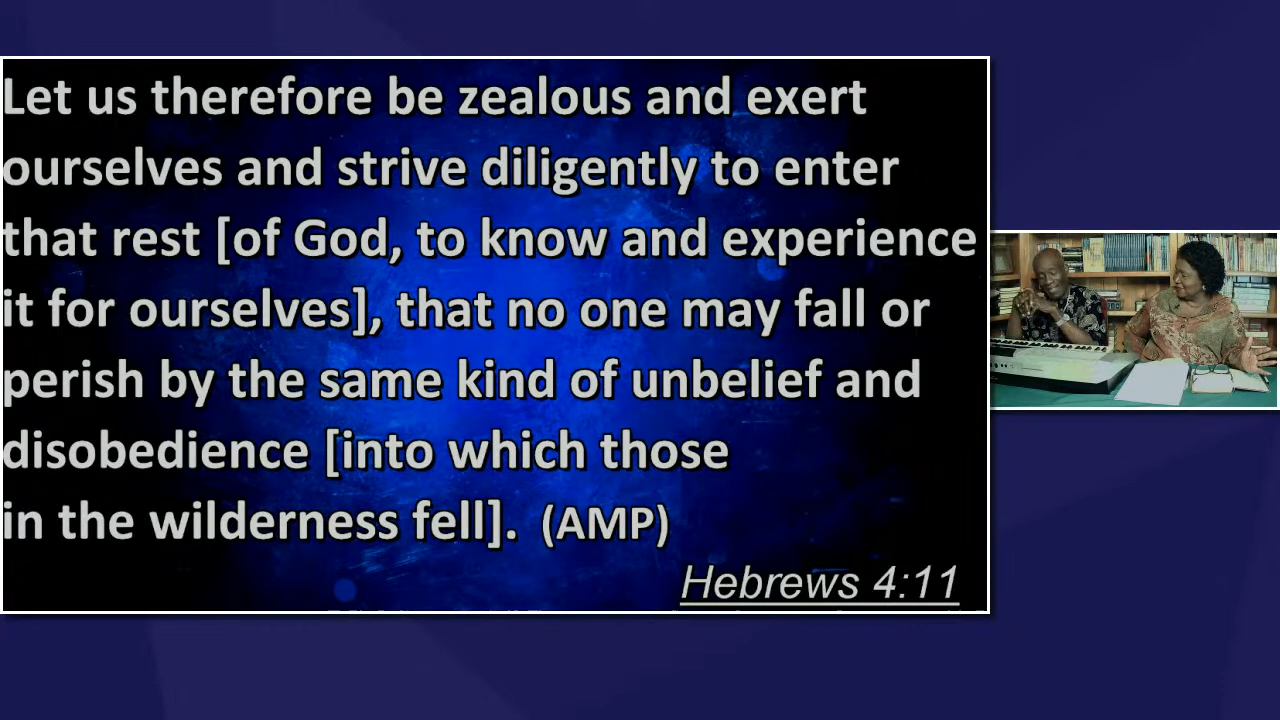 Let us therefore be zealous and exert
ourselves and strive diligently to enter
that rest [of God, to know and experience
it for ourselves], that no one may fall or
perish by the same kind of unbelief and
disobedience [into which those
in the wilderness fell]. (AMP)
Hebrews 4:11